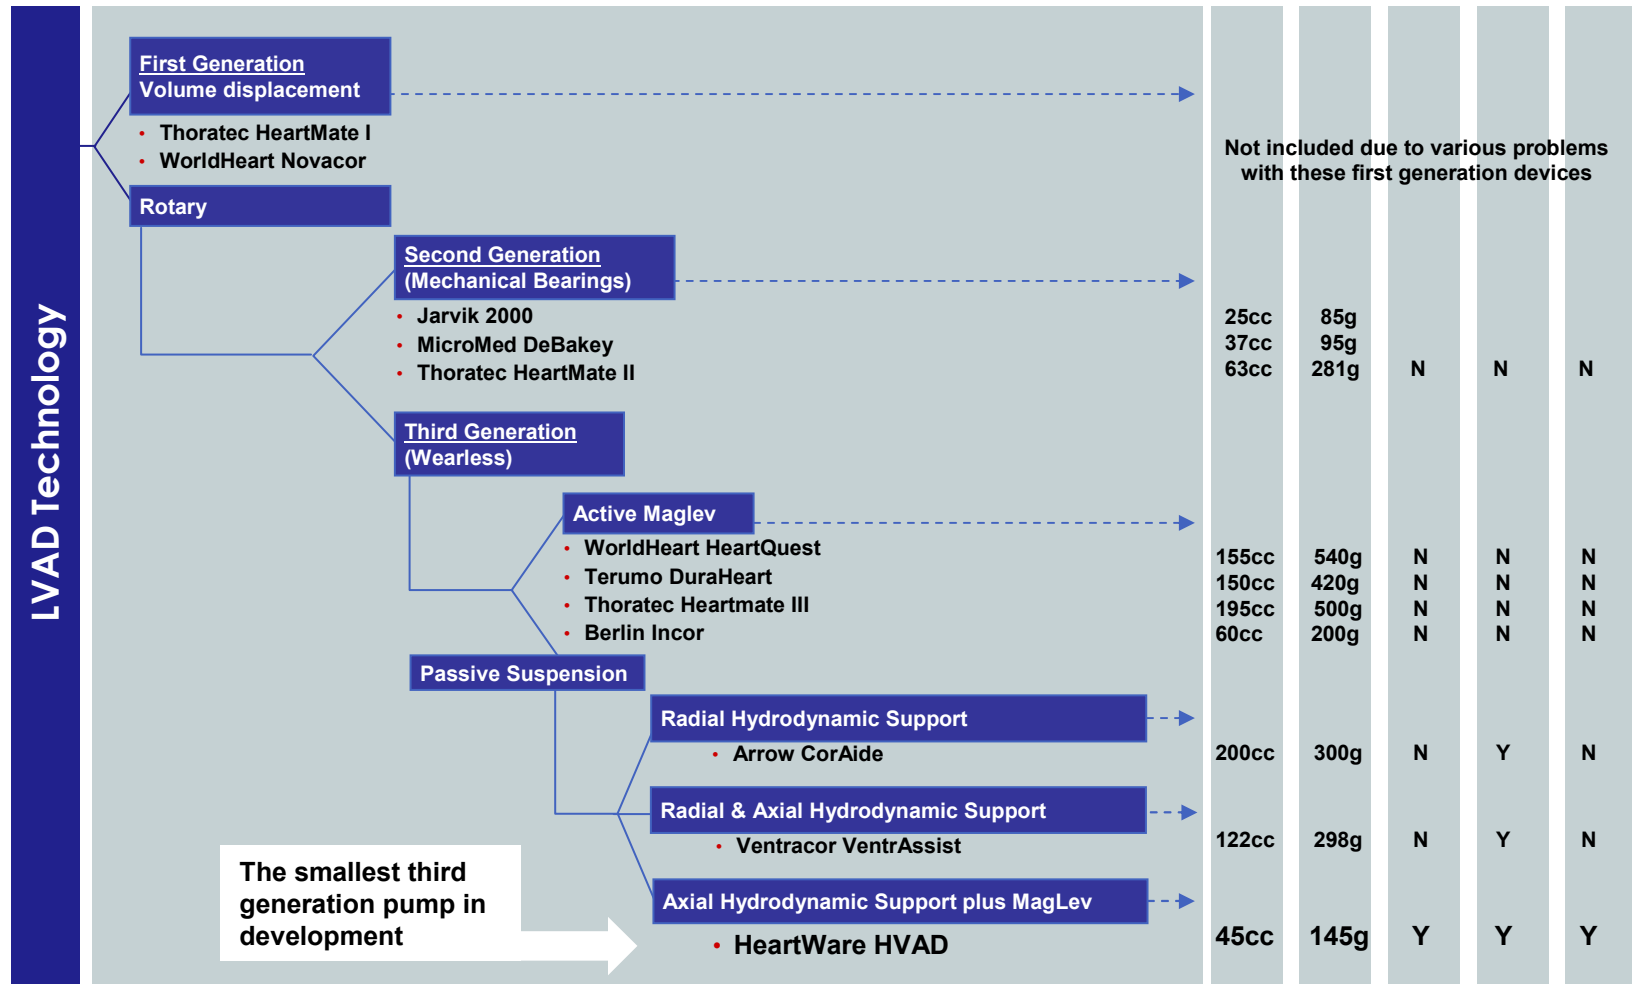 LVAD Technology
First Generation
Volume displacement
• Thoratec HeartMate I
• WorldHeart Novacor
Not included due to various problems
with these first generation devices
Rotary
Second Generation
(Mechanical Bearings)
• Jarvik 2000 25cc 85g
• MicroMed DeBakey 37cc 95g
• Thoratec HeartMate II 63cc 281g N N N
Third Generation
(Wearless)
Active Maglev
• WorldHeart HeartQuest 155cc 540g N N N
• Terumo DuraHeart 150cc 420g N N N
• Thoratec Heartmate III 195cc 500g N N N
• Berlin Incor 60cc 200g N N N
Passive Suspension
Radial Hydrodynamic Support
• Arrow CorAide 200cc 300g N Y N
Radial & Axial Hydrodynamic Support
• Ventracor VentrAssist 122cc 298g N Y N
The smallest third
generation pump in
development
Axial Hydrodynamic Support plus MagLev
• HeartWare HVAD 45cc 145g Y Y Y